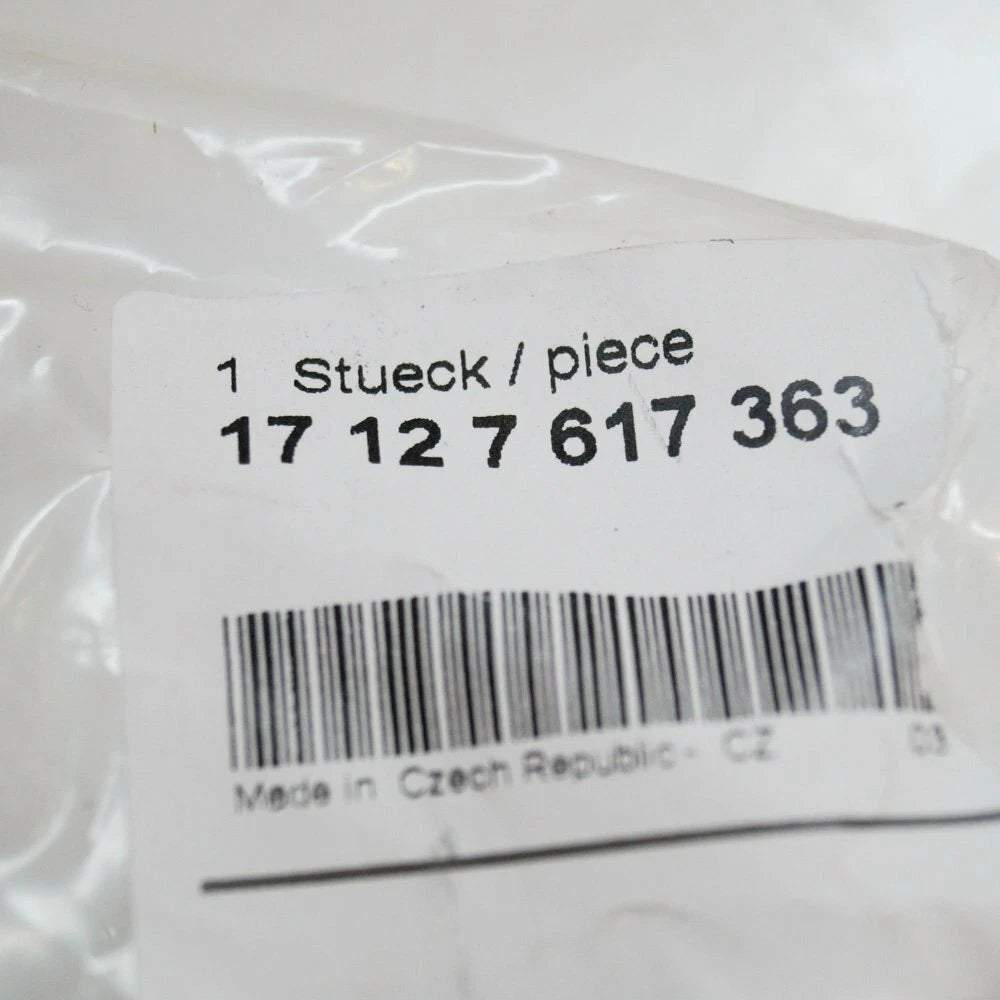 1 Stueck / piece
17 12 7 617 363
Made in Czech Republic - CZ 03